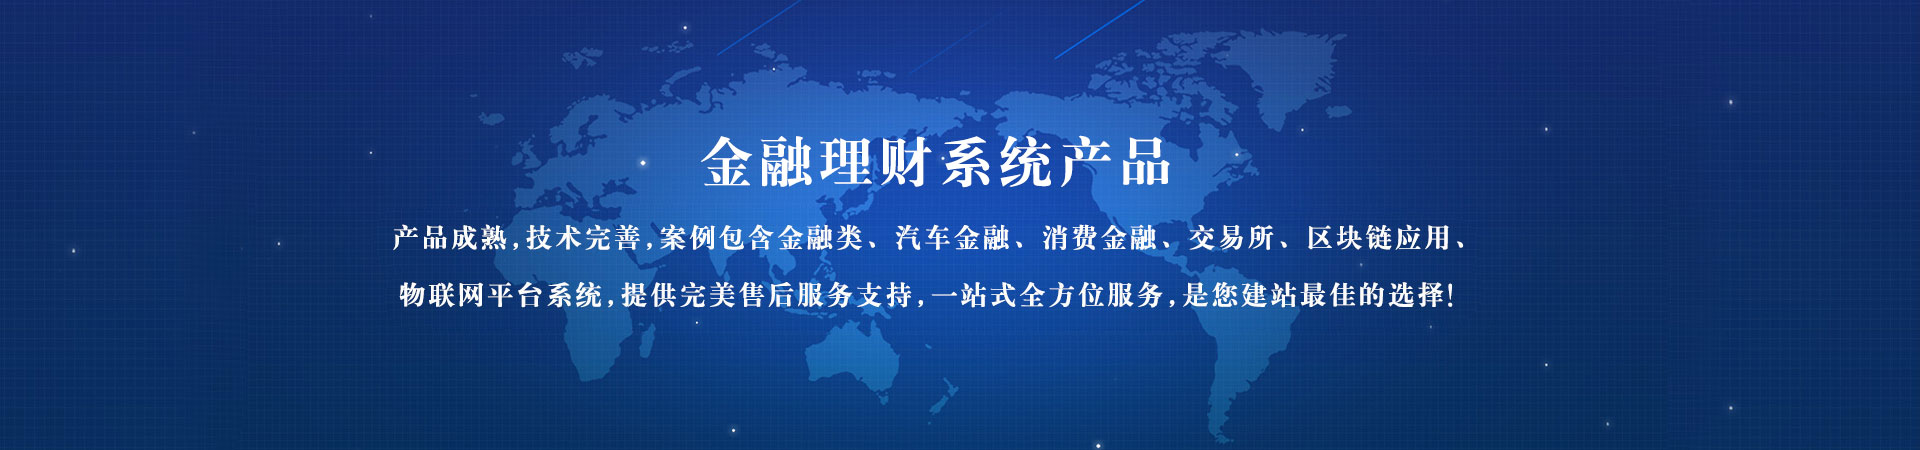 金融理财系统产品
产品成熟,技术完善,案例包含金融类、汽车金融、消费金融、交易所、区块链应用、
物联网平台系统,提供完美售后服务支持,一站式全方位服务,是您建站最佳的选择!